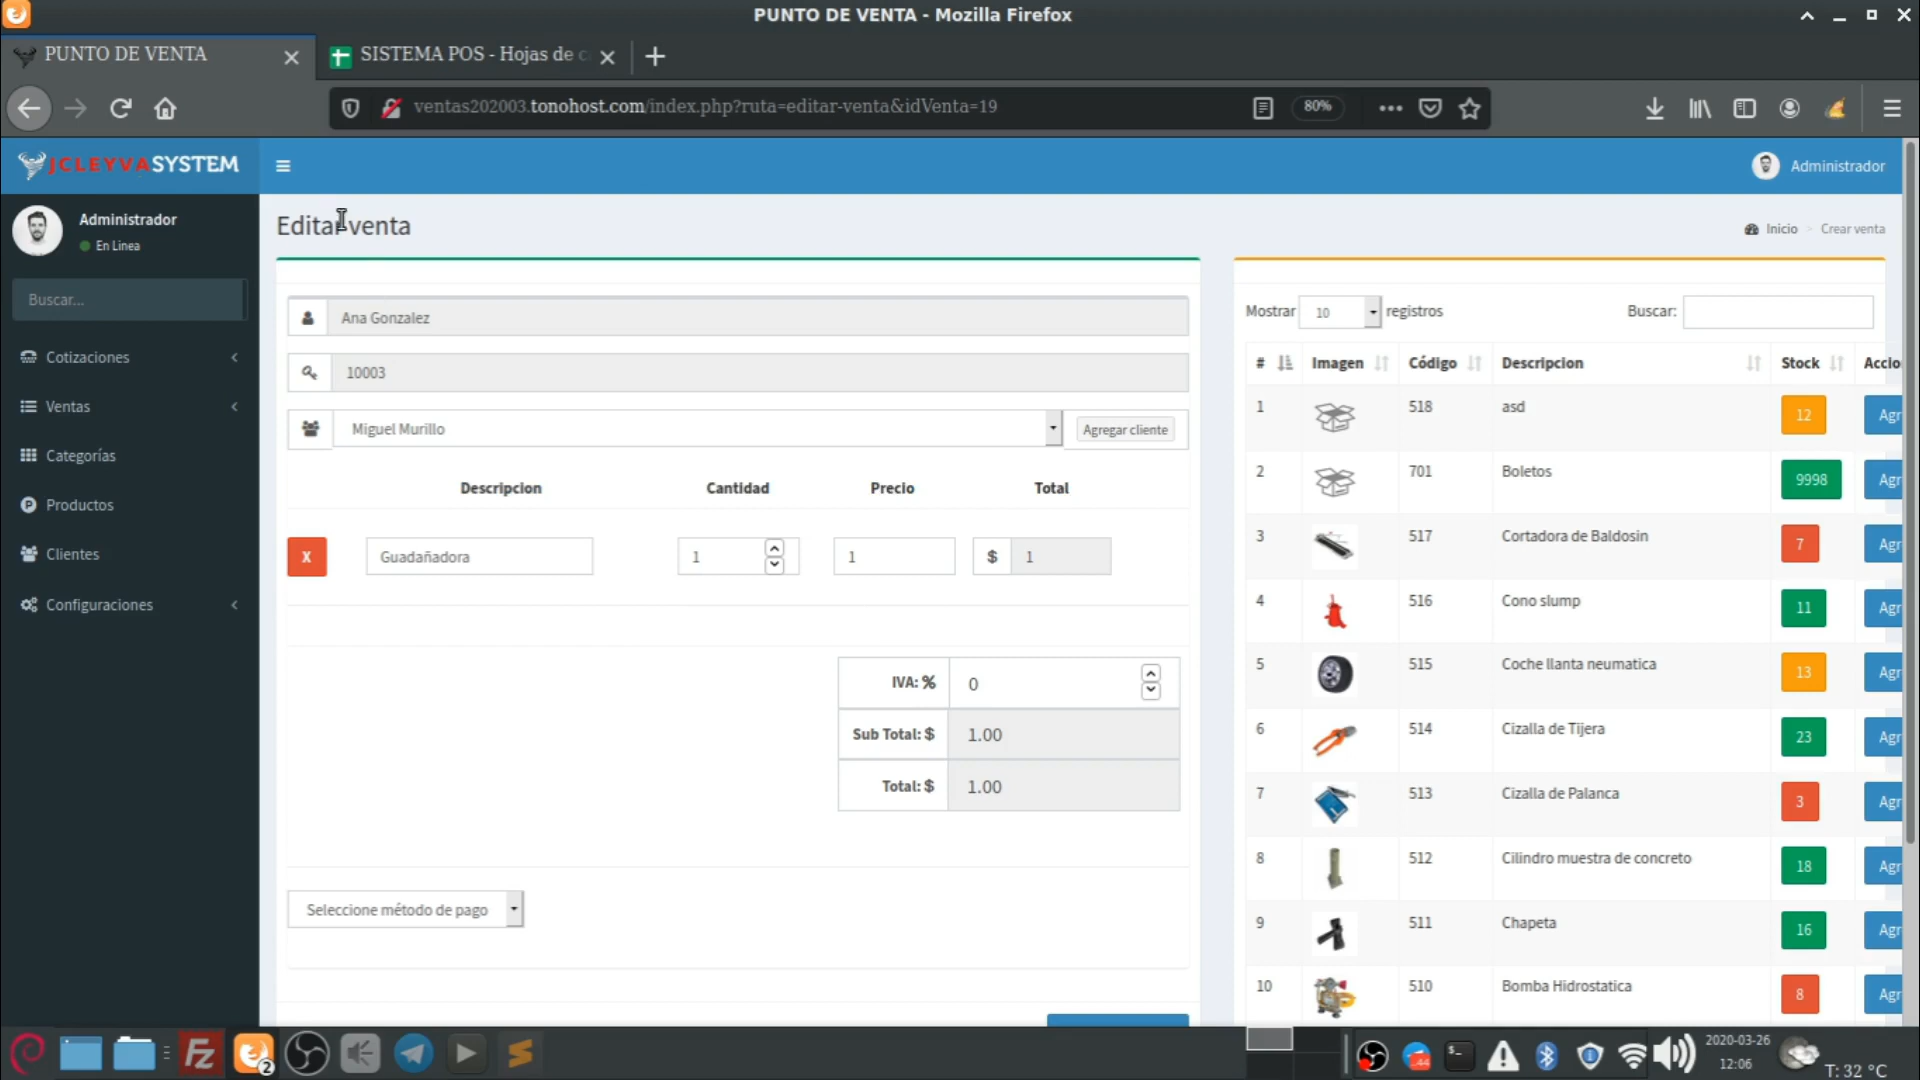 PUNTO DE VENTA - Mozilla Firefox
PUNTO DE VENTA
SISTEMA POS - Hojas de c
ventas202003.tonohost.com/index.php?ruta=editar-venta&idVenta=19
80%
JCLEYVASYSTEM
Administrador
Administrador
En Linea
Buscar...
Cotizaciones
Ventas
Categorías
Productos
Clientes
Configuraciones
Editar venta
Inicio > Crear venta
Ana Gonzalez
10003
Miguel Murillo
Agregar cliente
Descripcion Cantidad Precio Total
X Guadañadora 1 1 $ 1
IVA: % 0
Sub Total: $ 1.00
Total: $ 1.00
Seleccione método de pago
Mostrar 10 registros
Buscar:
# Imagen Código Descripcion Stock Accio
1 518 asd 12 Agr
2 701 Boletos 9998 Agr
3 517 Cortadora de Baldosin 7 Agr
4 516 Cono slump 11 Agr
5 515 Coche llanta neumatica 13 Agr
6 514 Cizalla de Tijera 23 Agr
7 513 Cizalla de Palanca 3 Agr
8 512 Cilindro muestra de concreto 18 Agr
9 511 Chapeta 16 Agr
10 510 Bomba Hidrostatica 8 Agr
Fz
2
44
2020-03-26
12:06
T: 32 °C